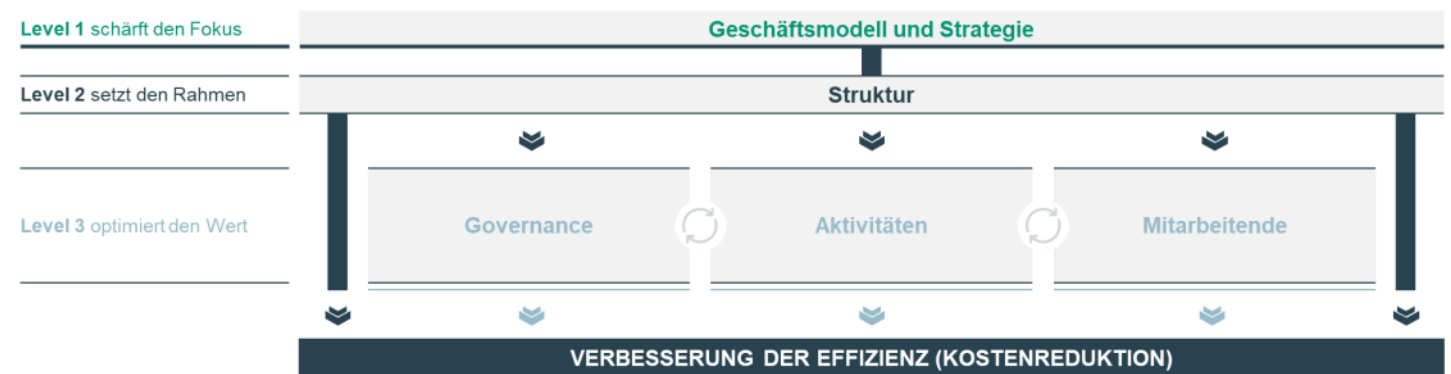 Level 1 schärft den Fokus
Geschäftsmodell und Strategie
Level 2 setzt den Rahmen
Struktur
Level 3 optimiert den Wert
Governance
Aktivitäten
Mitarbeitende
VERBESSERUNG DER EFFIZIENZ (KOSTENREDUKTION)